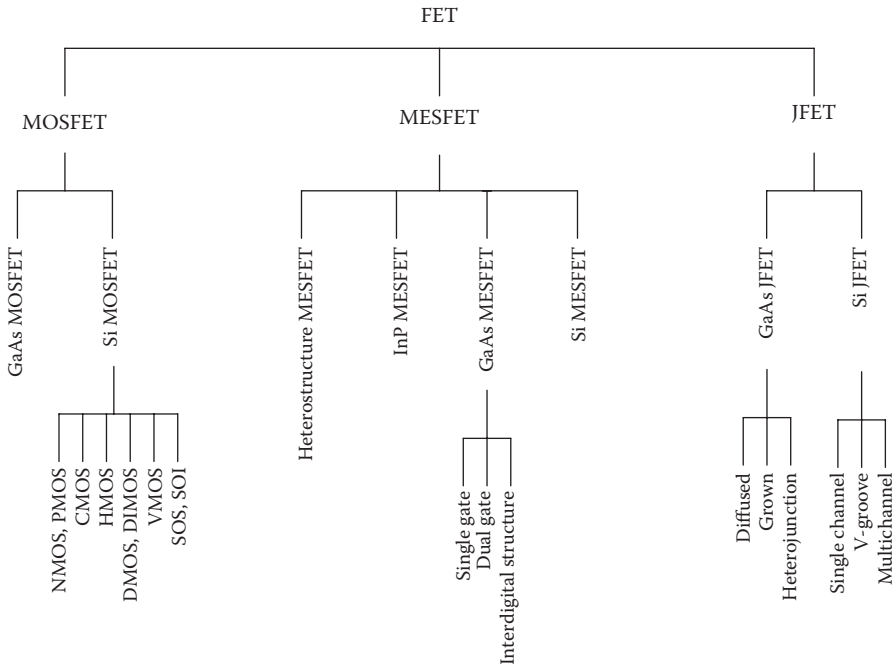 FET
MOSFET
MESFET
JFET
GaAs MOSFET
Si MOSFET
Heterostructure MESFET
InP MESFET
GaAs MESFET
Si MESFET
GaAs JFET
Si JFET
NMOS, PMOS
CMOS
HMOS
DMOS, DIMOS
VMOS
SOS, SOI
Single gate
Dual gate
Interdigital structure
Diffused
Grown
Heterojunction
Single channel
V-groove
Multichannel